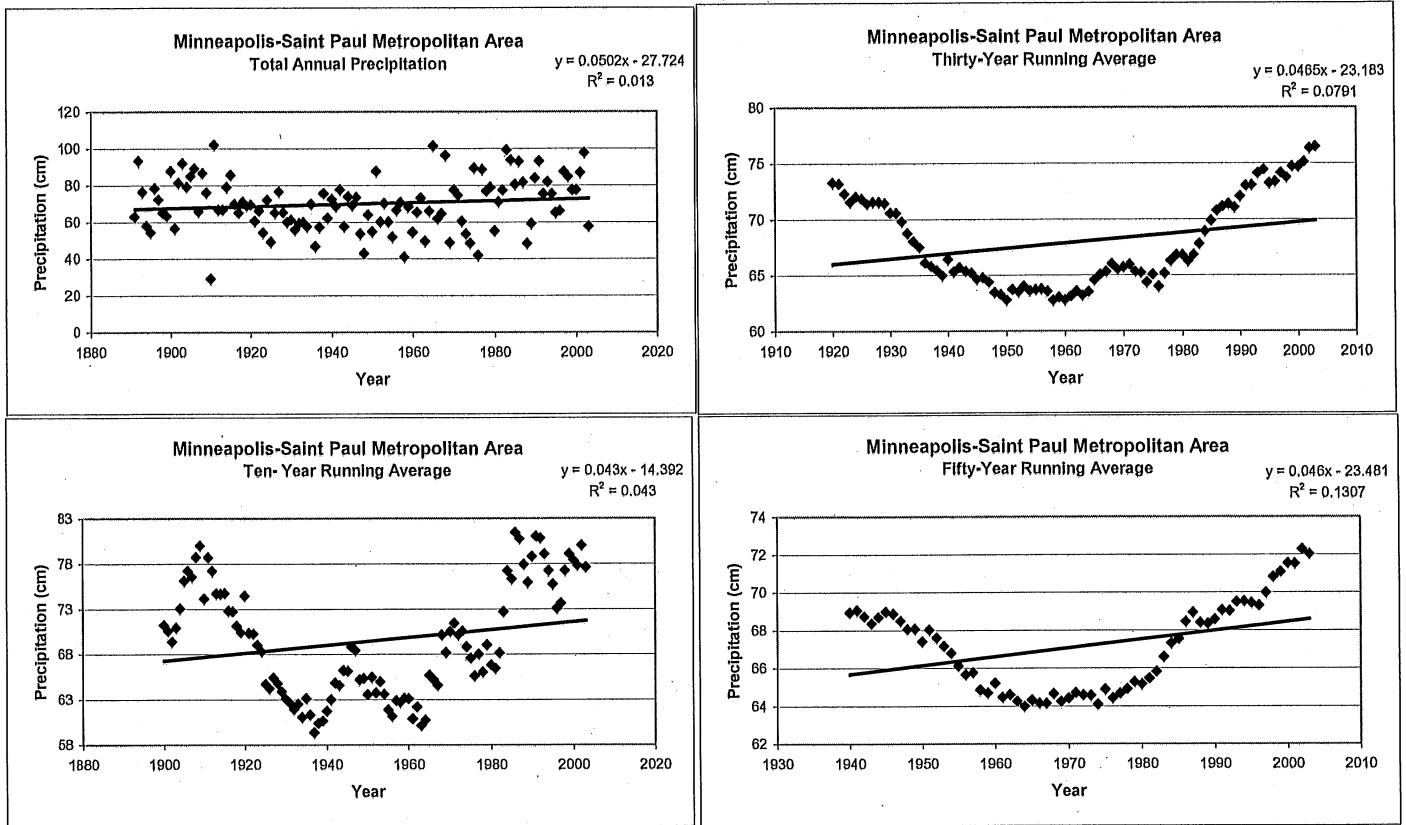 Minneapolis-Saint Paul Metropolitan Area
Total Annual Precipitation
y = 0.0502x - 27.724
R² = 0.013
Precipitation (cm)
120
100
80
60
40
20
0
1880 1900 1920 1940 1960 1980 2000 2020
Year
Minneapolis-Saint Paul Metropolitan Area
Thirty-Year Running Average
y = 0.0465x - 23.183
R² = 0.0791
Precipitation (cm)
80
75
70
65
60
1910 1920 1930 1940 1950 1960 1970 1980 1990 2000 2010
Year
Minneapolis-Saint Paul Metropolitan Area
Ten- Year Running Average
y = 0.043x - 14.392
R² = 0.043
Precipitation (cm)
83
78
73
68
63
58
1880 1900 1920 1940 1960 1980 2000 2020
Year
Minneapolis-Saint Paul Metropolitan Area
Fifty-Year Running Average
y = 0.046x - 23.481
R² = 0.1307
Precipitation (cm)
74
72
70
68
66
64
62
1930 1940 1950 1960 1970 1980 1990 2000 2010
Year